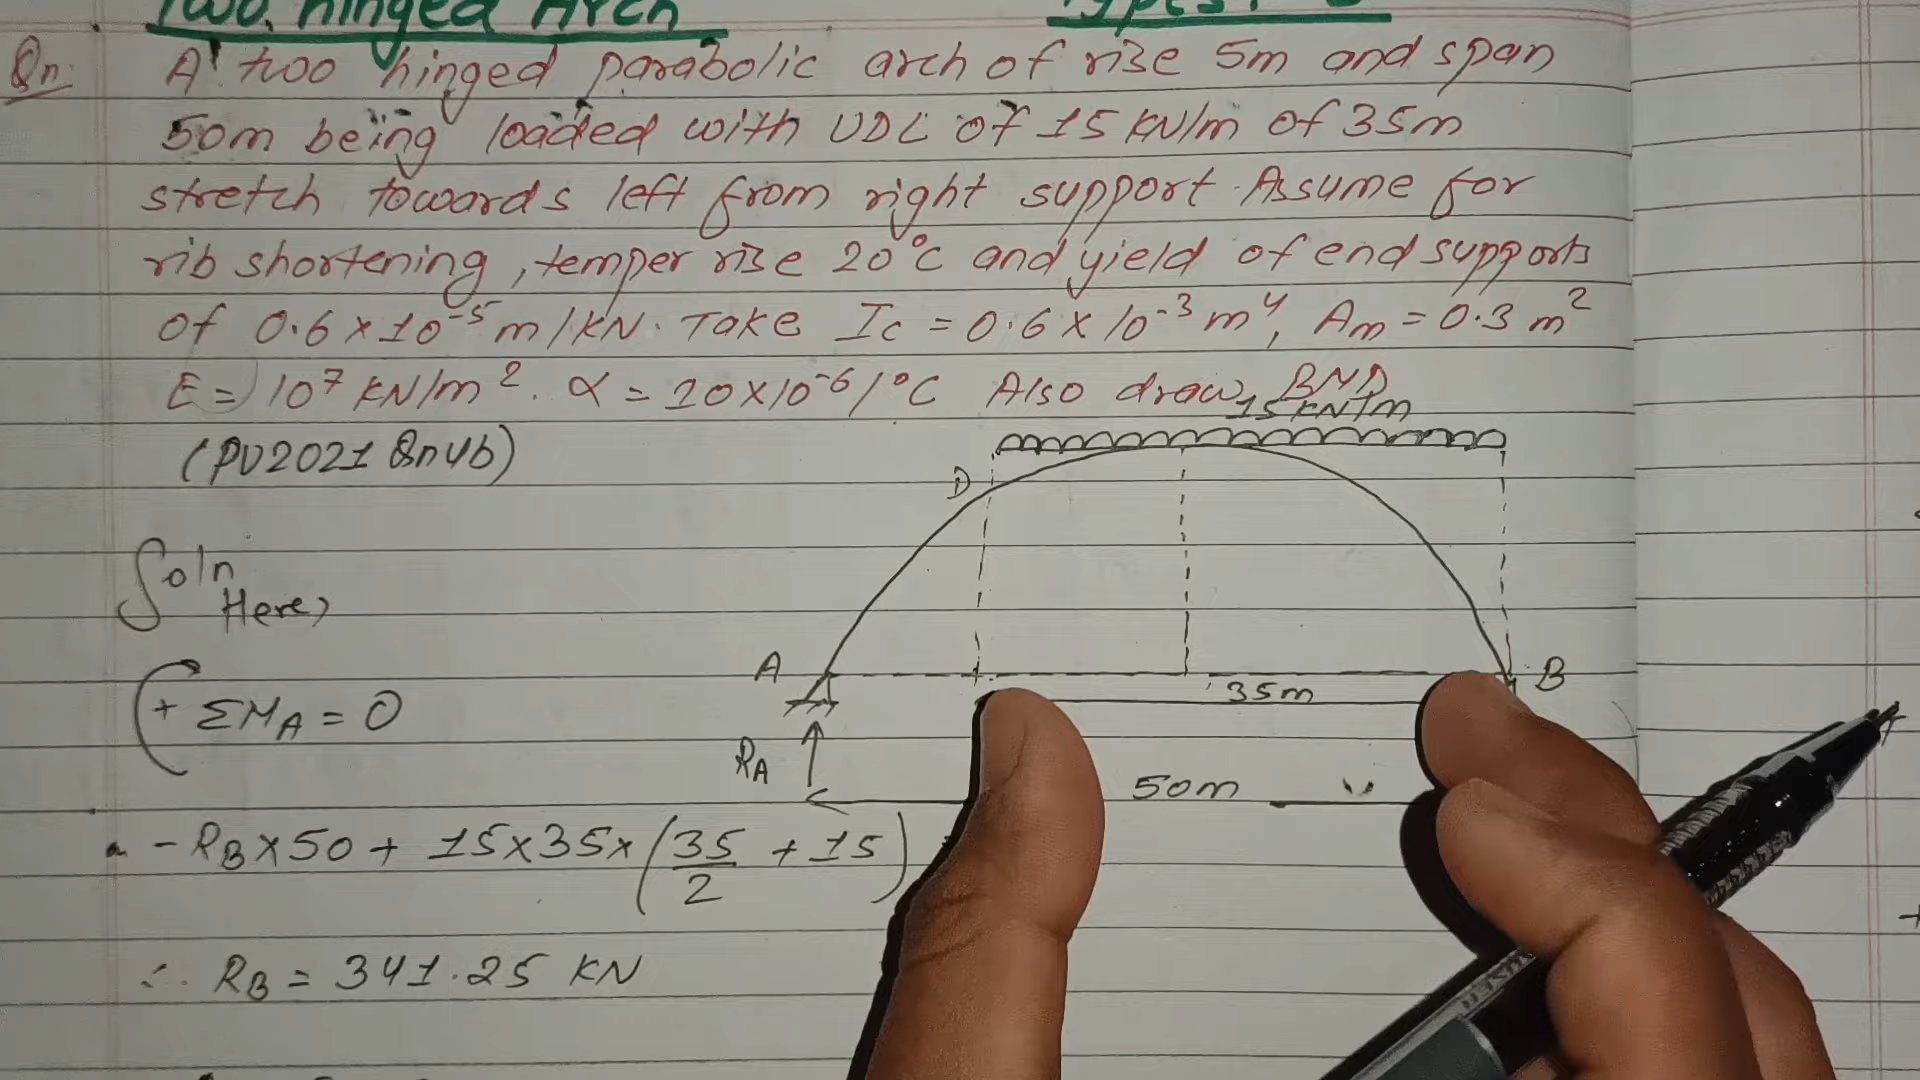 Two hinged Arch
Qn: A two hinged parabolic arch of rise 5m and span
50m being loaded with UDL of 15 KN/m of 35m
stretch towards left from right support. Assume for
rib shortening, temper rise 20°C and yield of end supports
of 0.6 x 10⁻⁵ m/KN. Take Ic = 0.6 x 10⁻³ m⁴, Am = 0.3 m²
E = 10⁷ KN/m². α = 10x10⁻⁶/°C Also draw BMD
15 KN/m
(PU2021 Qn4b)
D
Soln
Here,
A
B
35m
(+ ΣMA = 0
RA
50m
- RB x 50 + 15x35x (35/2 + 15)
∴ RB = 341.25 KN